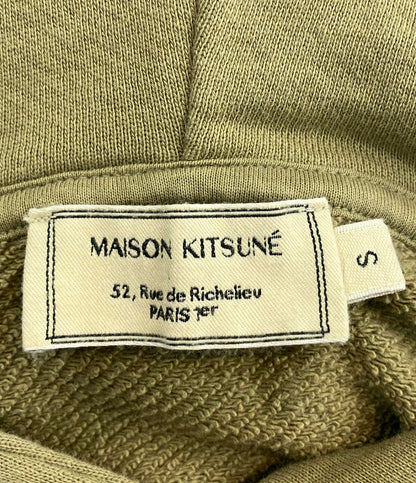 MAISON KITSUNÉ
52, Rue de Richelieu
PARIS 1er
S